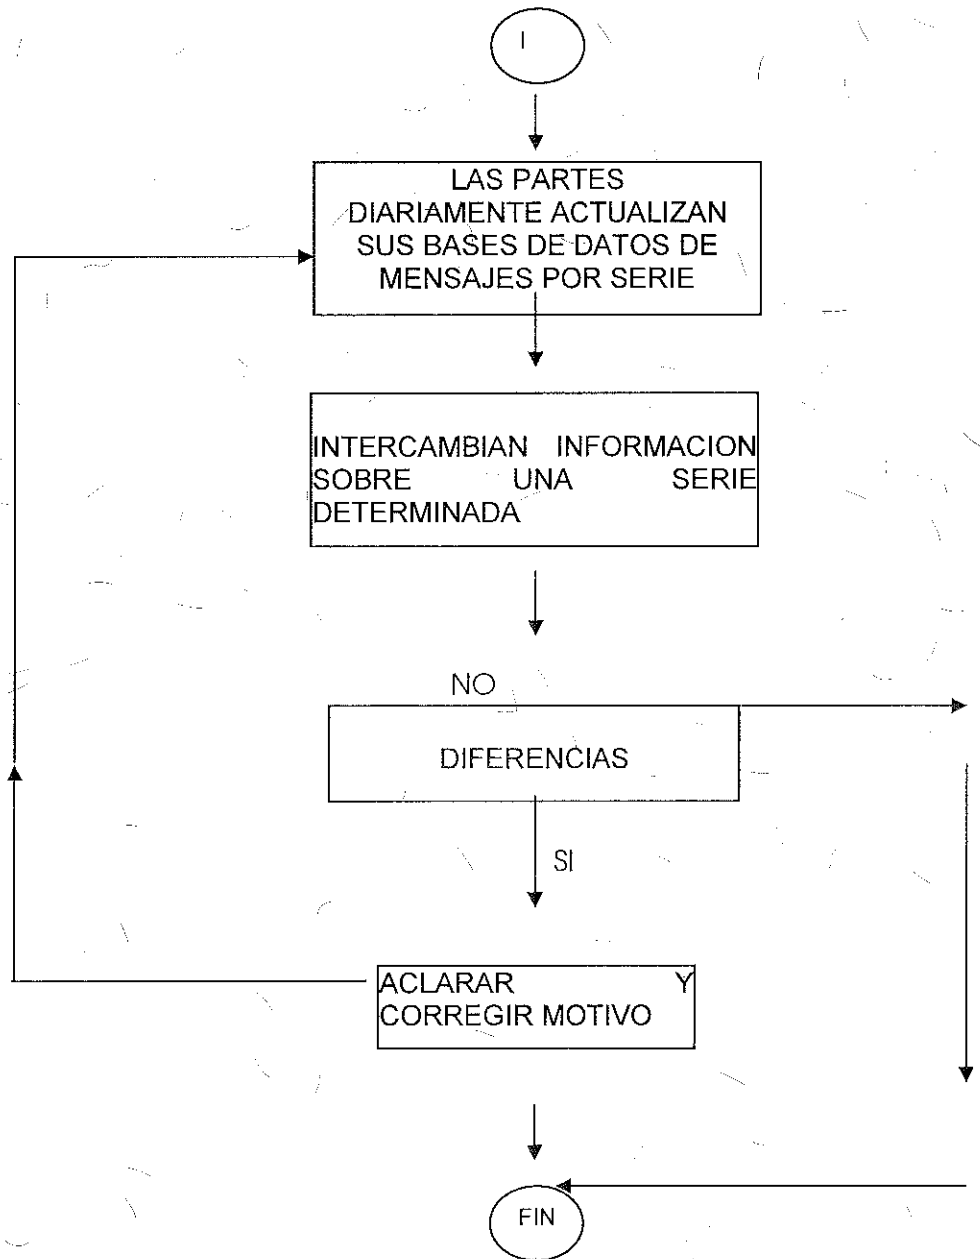 I
LAS PARTES
DIARIAMENTE ACTUALIZAN
SUS BASES DE DATOS DE
MENSAJES POR SERIE
INTERCAMBIAN INFORMACION
SOBRE UNA SERIE
DETERMINADA
NO
DIFERENCIAS
SI
ACLARAR Y
CORREGIR MOTIVO
FIN